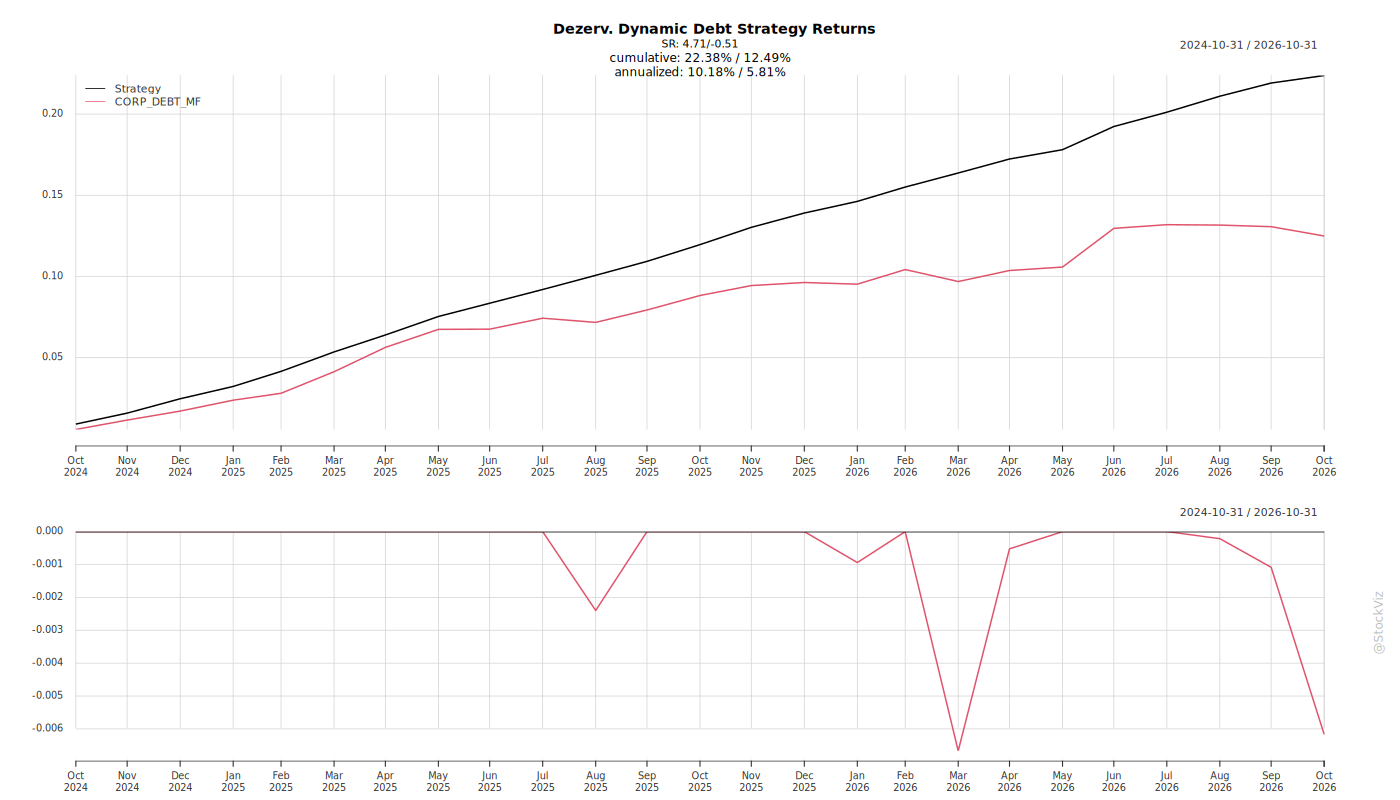 Dezerv. Dynamic Debt Strategy Returns
SR: 4.71/-0.51
cumulative: 22.38% / 12.49%
annualized: 10.18% / 5.81%
2024-10-31 / 2026-10-31
Strategy
CORP_DEBT_MF
0.20
0.15
0.10
0.05
Oct Nov Dec Jan Feb Mar Apr May Jun Jul Aug Sep Oct Nov Dec Jan Feb Mar Apr May Jun Jul Aug Sep Oct
2024 2024 2024 2025 2025 2025 2025 2025 2025 2025 2025 2025 2025 2025 2025 2026 2026 2026 2026 2026 2026 2026 2026 2026 2026
2024-10-31 / 2026-10-31
0.000
-0.001
-0.002
-0.003
-0.004
-0.005
-0.006
Oct Nov Dec Jan Feb Mar Apr May Jun Jul Aug Sep Oct Nov Dec Jan Feb Mar Apr May Jun Jul Aug Sep Oct
2024 2024 2024 2025 2025 2025 2025 2025 2025 2025 2025 2025 2025 2025 2025 2026 2026 2026 2026 2026 2026 2026 2026 2026 2026
@StockViz